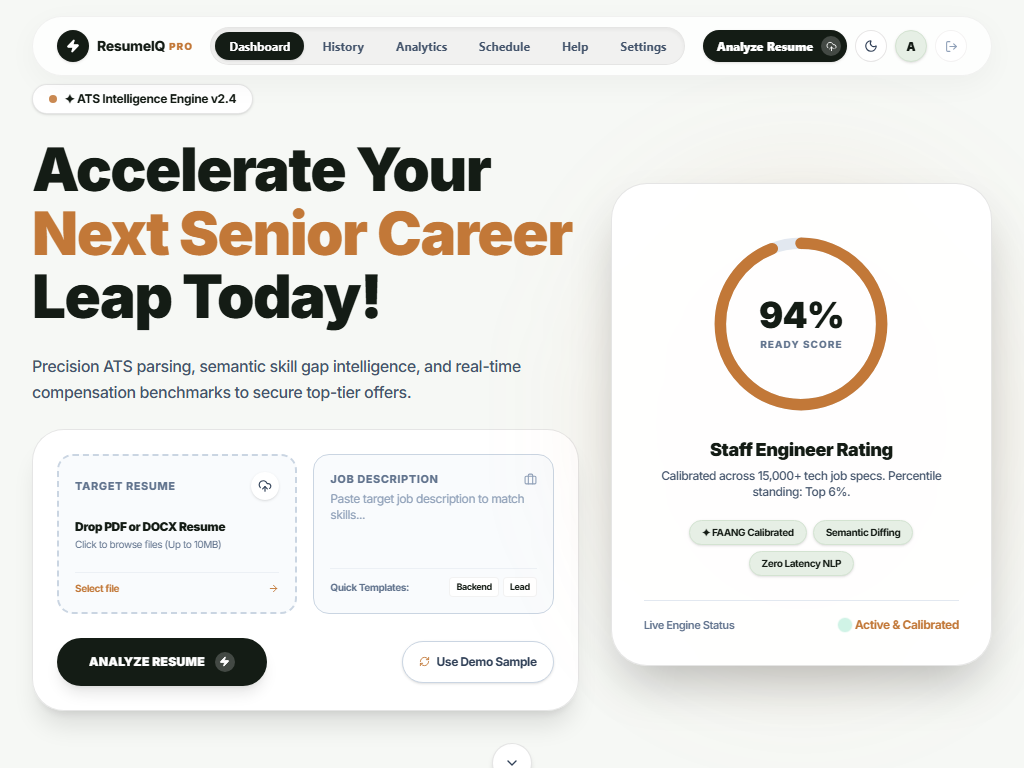 ResumeIQ PRO
Dashboard
History
Analytics
Schedule
Help
Settings
Analyze Resume
A
✦ ATS Intelligence Engine v2.4
Accelerate Your
Next Senior Career
Leap Today!
Precision ATS parsing, semantic skill gap intelligence, and real-time
compensation benchmarks to secure top-tier offers.
TARGET RESUME
Drop PDF or DOCX Resume
Click to browse files (Up to 10MB)
Select file
JOB DESCRIPTION
Paste target job description to match
skills...
Quick Templates:
Backend
Lead
ANALYZE RESUME
Use Demo Sample
94%
READY SCORE
Staff Engineer Rating
Calibrated across 15,000+ tech job specs. Percentile
standing: Top 6%.
✦ FAANG Calibrated
Semantic Diffing
Zero Latency NLP
Live Engine Status
Active & Calibrated